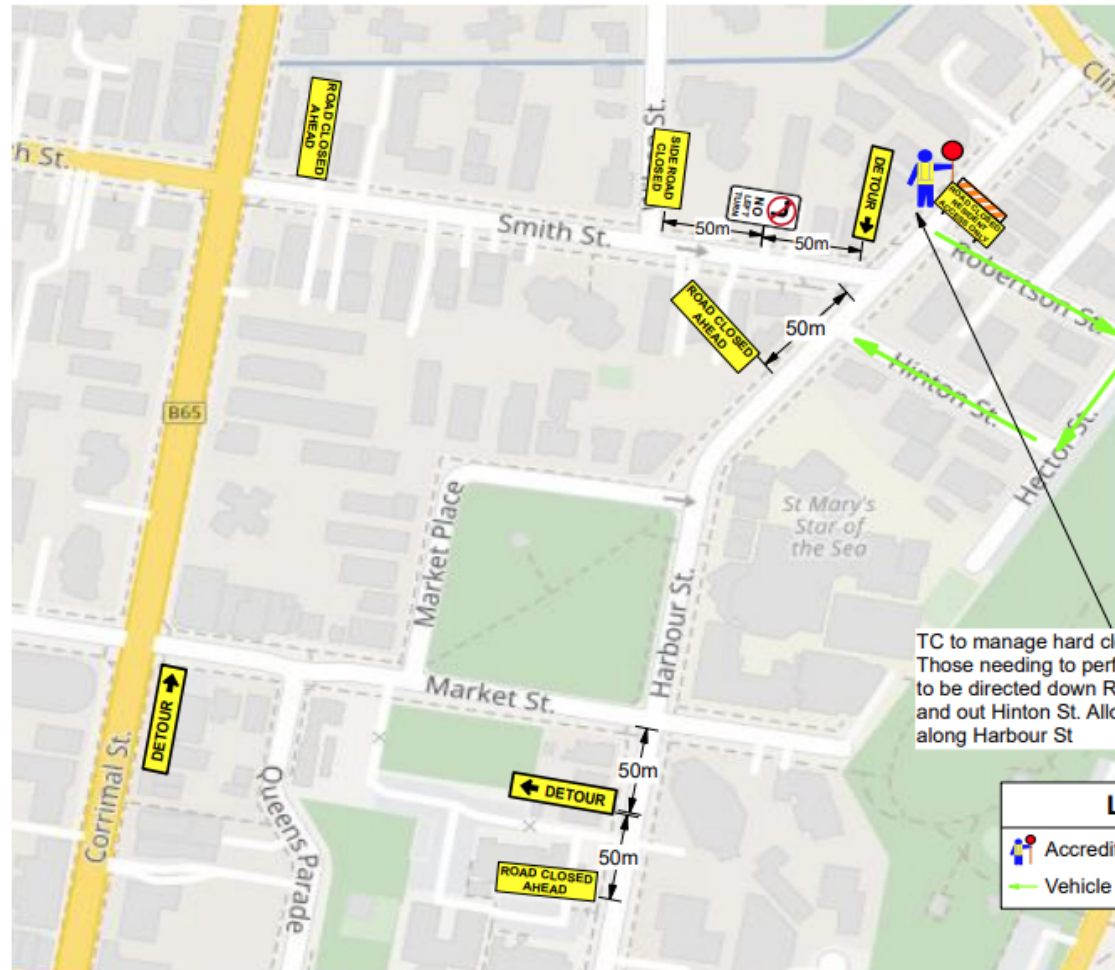 Clif
ROAD CLOSED
AHEAD
SIDE ROAD
CLOSED
St.
NO
LEFT
TURN
DETOUR
ROAD CLOSED
RESIDENT
ACCESS ONLY
h St.
Smith St.
50m
50m
Robertson St.
ROAD CLOSED
AHEAD
50m
Hinton St.
B65
Hector St.
Market Place
St Mary's
Star of
the Sea
Harbour St.
TC to manage hard cl
Those needing to perf
to be directed down R
and out Hinton St. Allo
along Harbour St
Market St.
DETOUR
Corrimal St.
Queens Parade
50m
DETOUR
50m
ROAD CLOSED
AHEAD
L
Accredit
Vehicle